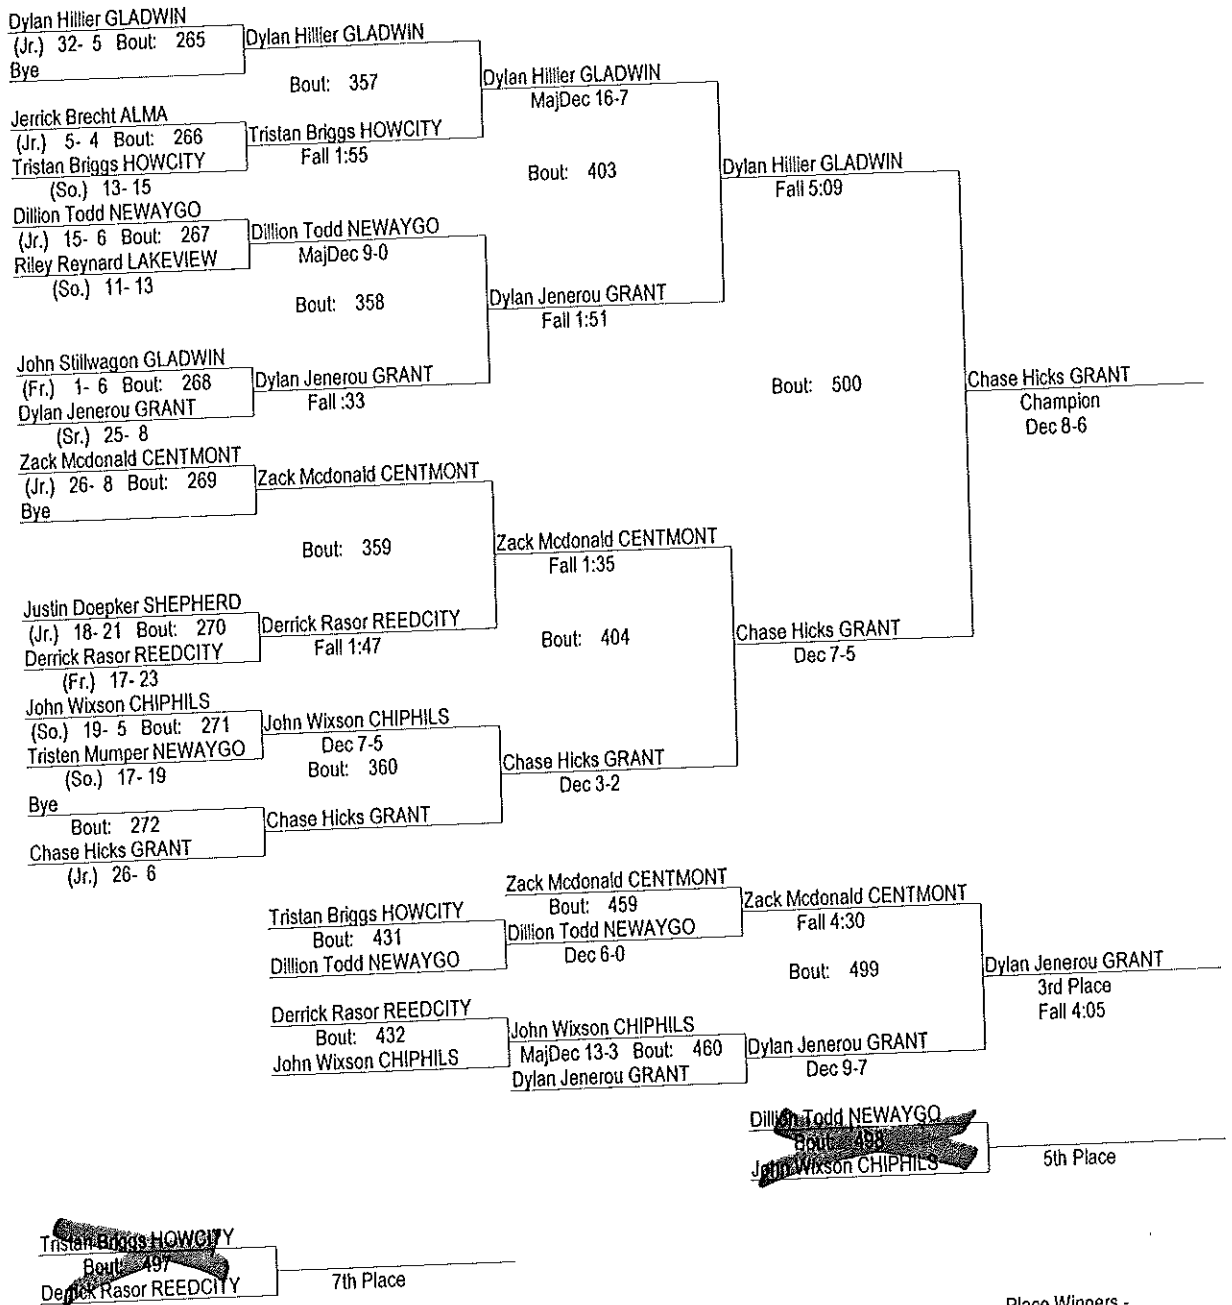 Dylan Hillier GLADWIN
(Jr.) 32- 5 Bout: 265
Bye
Dylan Hillier GLADWIN
Bout: 357
Jerrick Brecht ALMA
(Jr.) 5- 4 Bout: 266
Tristan Briggs HOWCITY
(So.) 13- 15
Tristan Briggs HOWCITY
Fall 1:55
Dylan Hillier GLADWIN
MajDec 16-7
Bout: 403
Dillion Todd NEWAYGO
(Jr.) 15- 6 Bout: 267
Riley Reynard LAKEVIEW
(So.) 11- 13
Dillion Todd NEWAYGO
MajDec 9-0
Bout: 358
John Stillwagon GLADWIN
(Fr.) 1- 6 Bout: 268
Dylan Jenerou GRANT
(Sr.) 25- 8
Dylan Jenerou GRANT
Fall :33
Dylan Jenerou GRANT
Fall 1:51
Dylan Hillier GLADWIN
Fall 5:09
Bout: 500
Chase Hicks GRANT
Champion
Dec 8-6
Zack Mcdonald CENTMONT
(Jr.) 26- 8 Bout: 269
Bye
Zack Mcdonald CENTMONT
Bout: 359
Justin Doepker SHEPHERD
(Jr.) 18- 21 Bout: 270
Derrick Rasor REEDCITY
(Fr.) 17- 23
Derrick Rasor REEDCITY
Fall 1:47
Zack Mcdonald CENTMONT
Fall 1:35
Bout: 404
John Wixson CHIPHILS
(So.) 19- 5 Bout: 271
Tristen Mumper NEWAYGO
(So.) 17- 19
John Wixson CHIPHILS
Dec 7-5
Bout: 360
Bye
Bout: 272
Chase Hicks GRANT
(Jr.) 26- 6
Chase Hicks GRANT
Chase Hicks GRANT
Dec 3-2
Chase Hicks GRANT
Dec 7-5
Tristan Briggs HOWCITY
Bout: 431
Dillion Todd NEWAYGO
Zack Mcdonald CENTMONT
Bout: 459
Dillion Todd NEWAYGO
Dec 6-0
Zack Mcdonald CENTMONT
Fall 4:30
Bout: 499
Derrick Rasor REEDCITY
Bout: 432
John Wixson CHIPHILS
John Wixson CHIPHILS
MajDec 13-3 Bout: 460
Dylan Jenerou GRANT
Dylan Jenerou GRANT
Dec 9-7
Dylan Jenerou GRANT
3rd Place
Fall 4:05
Dillion Todd NEWAYGO
Bout: 498
John Wixson CHIPHILS
5th Place
Tristan Briggs HOWCITY
Bout: 497
Derrick Rasor REEDCITY
7th Place
Place Winners -